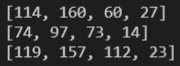 [114, 160, 60, 27]
[74, 97, 73, 14]
[119, 157, 112, 23]